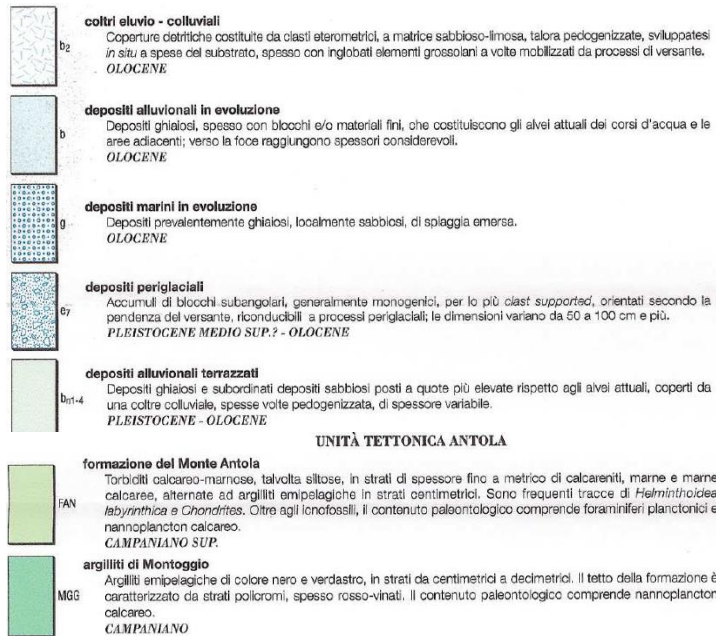 coltri eluvio - colluviali
b2
Coperture detritiche costituite da clasti eterometrici, a matrice sabbioso-limosa, talora pedogenizzate, sviluppatesi
in situ a spese del substrato, spesso con inglobati elementi grossolani a volte mobilizzati da processi di versante.
OLOCENE
depositi alluvionali in evoluzione
b
Depositi ghiaiosi, spesso con blocchi e/o materiali fini, che costituiscono gli alvei attuali dei corsi d'acqua e le
aree adiacenti; verso la foce raggiungono spessori considerevoli.
OLOCENE
depositi marini in evoluzione
g
Depositi prevalentemente ghiaiosi, localmente sabbiosi, di spiaggia emersa.
OLOCENE
depositi periglaciali
e7
Accumuli di blocchi subangolari, generalmente monogenici, per lo più clast supported, orientati secondo la
pendenza del versante, riconducibili a processi periglaciali; le dimensioni variano da 50 a 100 cm e più.
PLEISTOCENE MEDIO SUP.? - OLOCENE
depositi alluvionali terrazzati
bn1-4
Depositi ghiaiosi e subordinati depositi sabbiosi posti a quote più elevate rispetto agli alvei attuali, coperti da
una coltre colluviale, spesse volte pedogenizzata, di spessore variabile.
PLEISTOCENE - OLOCENE
UNITÀ TETTONICA ANTOLA
formazione del Monte Antola
FAN
Torbiditi calcareo-marnose, talvolta siltose, in strati di spessore fino a metrico di calcareniti, marne e marne
calcaree, alternate ad argilliti emipelagiche in strati centimetrici. Sono frequenti tracce di Helminthoidea
labyrinthica e Chondrites. Oltre agli ichofossili, il contenuto paleontologico comprende foraminiferi planctonici e
nannoplancton calcareo.
CAMPANIANO SUP.
argilliti di Montoggio
MGG
Argilliti emipelagiche di colore nero e verdastro, in strati da centimetrici a decimetrici. Il tetto della formazione è
caratterizzato da strati policromi, spesso rosso-vinati. Il contenuto paleontologico comprende nannoplancton
calcareo.
CAMPANIANO